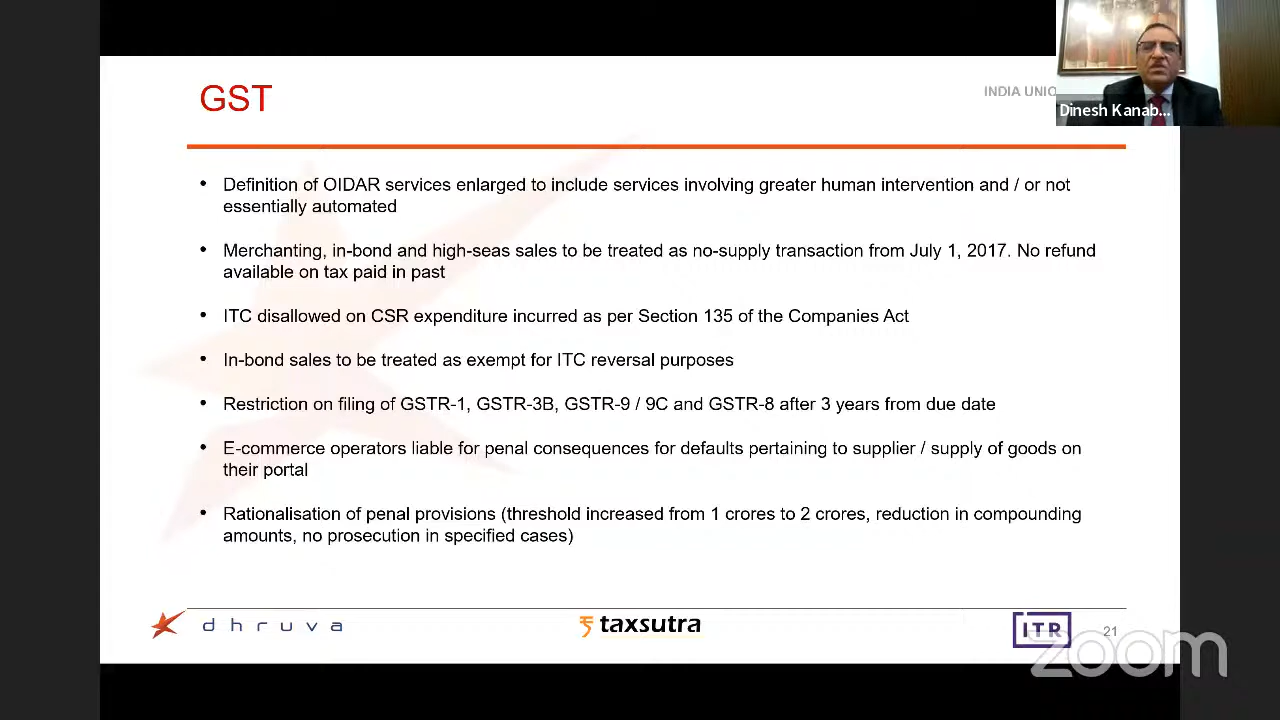 GST
INDIA UNIO
Dinesh Kanab...
• Definition of OIDAR services enlarged to include services involving greater human intervention and / or not
essentially automated
• Merchanting, in-bond and high-seas sales to be treated as no-supply transaction from July 1, 2017. No refund
available on tax paid in past
• ITC disallowed on CSR expenditure incurred as per Section 135 of the Companies Act
• In-bond sales to be treated as exempt for ITC reversal purposes
• Restriction on filing of GSTR-1, GSTR-3B, GSTR-9 / 9C and GSTR-8 after 3 years from due date
• E-commerce operators liable for penal consequences for defaults pertaining to supplier / supply of goods on
their portal
• Rationalisation of penal provisions (threshold increased from 1 crores to 2 crores, reduction in compounding
amounts, no prosecution in specified cases)
dhruva
taxsutra
ITR
21
zoom